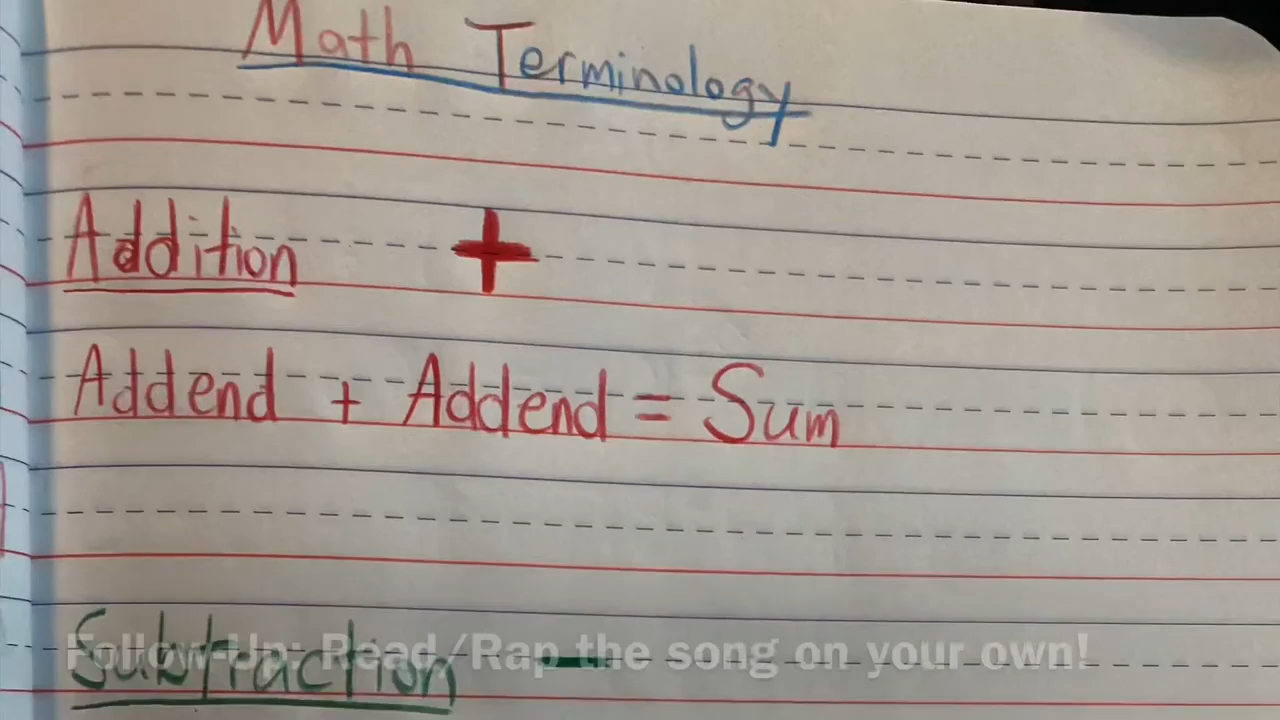 Math Terminology
Addition +
Addend + Addend = Sum
Subtraction -
Follow-Up: Read/Rap the song on your own!